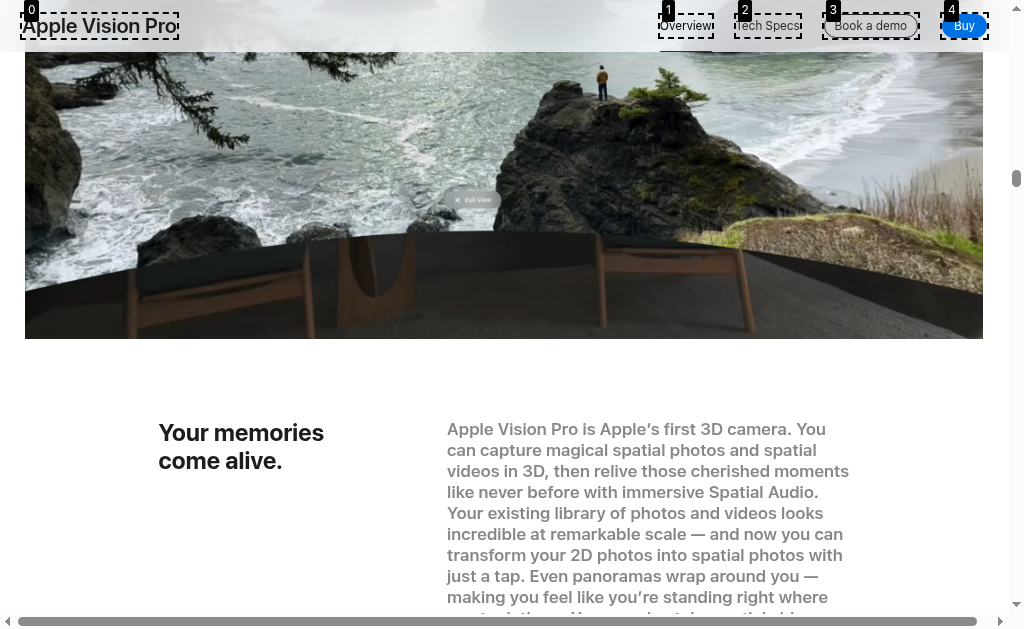 0 1 2 3 4
Apple Vision Pro Overview Tech Specs Book a demo Buy
Exit View
Your memories
come alive.
Apple Vision Pro is Apple’s first 3D camera. You
can capture magical spatial photos and spatial
videos in 3D, then relive those cherished moments
like never before with immersive Spatial Audio.
Your existing library of photos and videos looks
incredible at remarkable scale — and now you can
transform your 2D photos into spatial photos with
just a tap. Even panoramas wrap around you —
making you feel like you’re standing right where